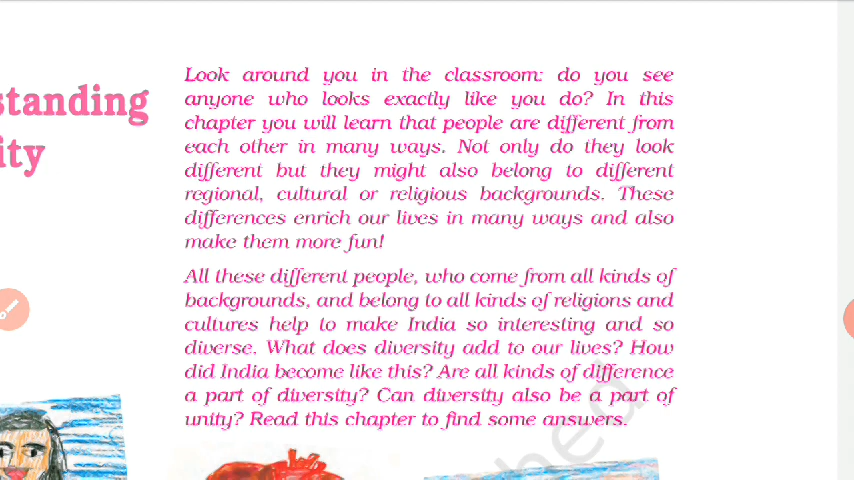 standing
ity
Look around you in the classroom: do you see
anyone who looks exactly like you do? In this
chapter you will learn that people are different from
each other in many ways. Not only do they look
different but they might also belong to different
regional, cultural or religious backgrounds. These
differences enrich our lives in many ways and also
make them more fun!
All these different people, who come from all kinds of
backgrounds, and belong to all kinds of religions and
cultures help to make India so interesting and so
diverse. What does diversity add to our lives? How
did India become like this? Are all kinds of difference
a part of diversity? Can diversity also be a part of
unity? Read this chapter to find some answers.